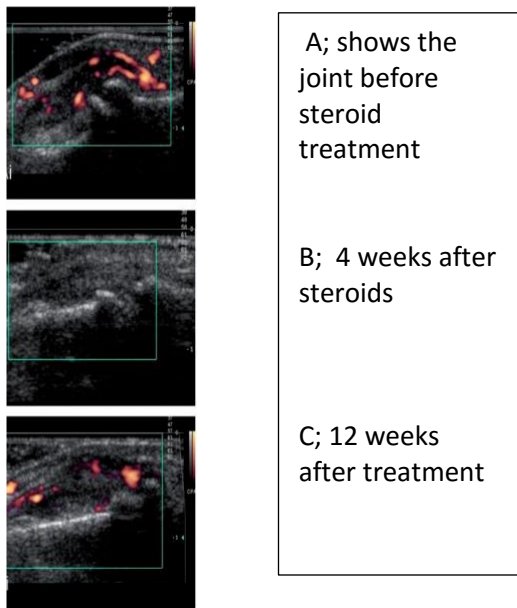 A; shows the
joint before
steroid
treatment
B; 4 weeks after
steroids
C; 12 weeks
after treatment